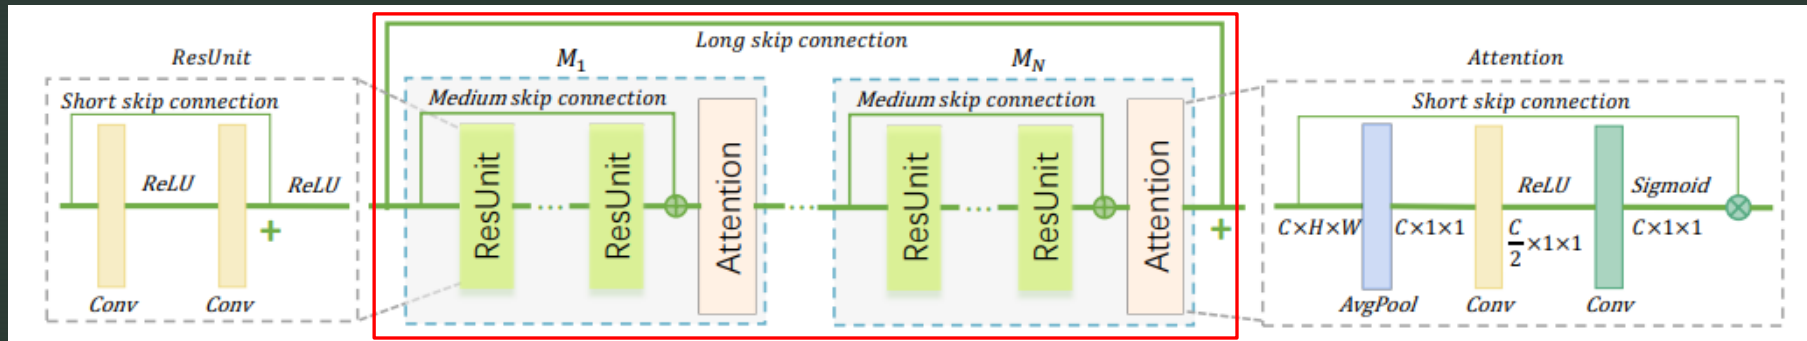 ResUnit
Short skip connection
ReLU
ReLU
+
Conv
Conv
Long skip connection
M₁
Medium skip connection
ResUnit
...
ResUnit
Attention
...
M_N
Medium skip connection
ResUnit
...
ResUnit
Attention
+
Attention
Short skip connection
ReLU
Sigmoid
C×H×W
C×1×1
C/2 ×1×1
C×1×1
AvgPool
Conv
Conv